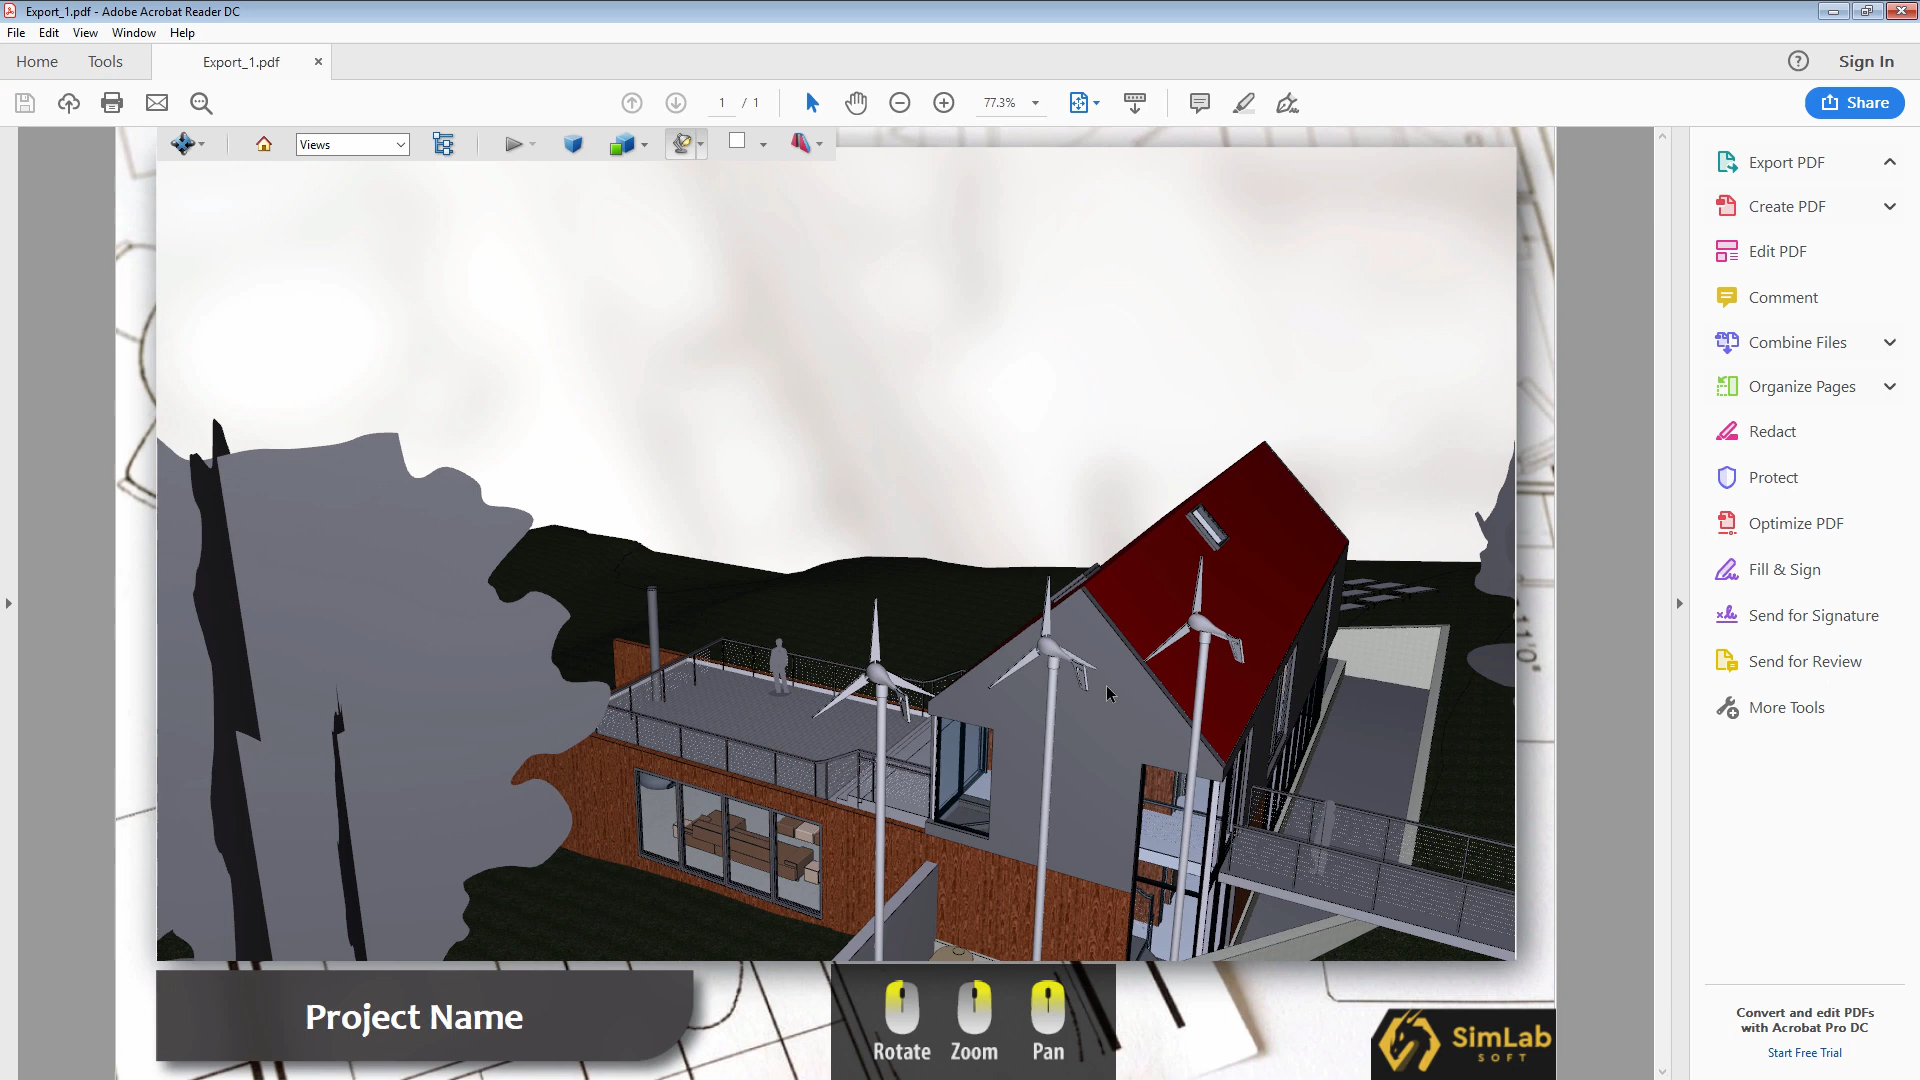 Export_1.pdf - Adobe Acrobat Reader DC
File Edit View Window Help
Home Tools Export_1.pdf × Sign In
1 / 1 77.3% Share
Views
Export PDF
Create PDF
Edit PDF
Comment
Combine Files
Organize Pages
Redact
Protect
Optimize PDF
Fill & Sign
Send for Signature
Send for Review
More Tools
Project Name
Rotate Zoom Pan
SimLab
SOFT
Convert and edit PDFs
with Acrobat Pro DC
Start Free Trial